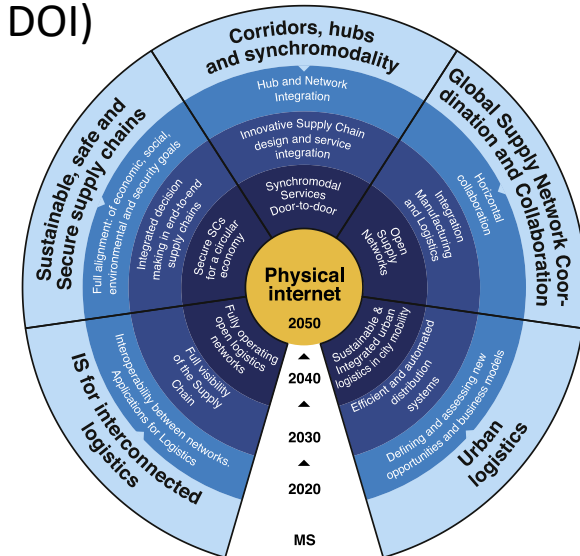 DOI)
Corridors, hubs
and synchromodality
Hub and Network
Integration
Innovative Supply Chain
design and service
integration
Synchromodal
Services
Door-to-door
Global Supply Network Coor-
dination and Collaboration
Horizontal
collaboration
Integration
Manufacturing
and Logistics
Open
Supply
Networks
Urban
logistics
Defining and assessing new
opportunities and business models
Efficient and automated
distribution
systems
Sustainable &
Integrated urban
logistics in city mobility
IS for interconnected
logistics
Interoperability between networks.
Applications for Logistics
Full visibility
of the Supply
Chain
Fully operating
open logistics
networks
Sustainable, safe and
Secure supply chains
Full alignment: of economic, social,
environmental and security goals
Integrated decision
making in end-to-end
supply chains
Secure SCs
for a circular
economy
Physical
internet
2050
2040
2030
2020
MS